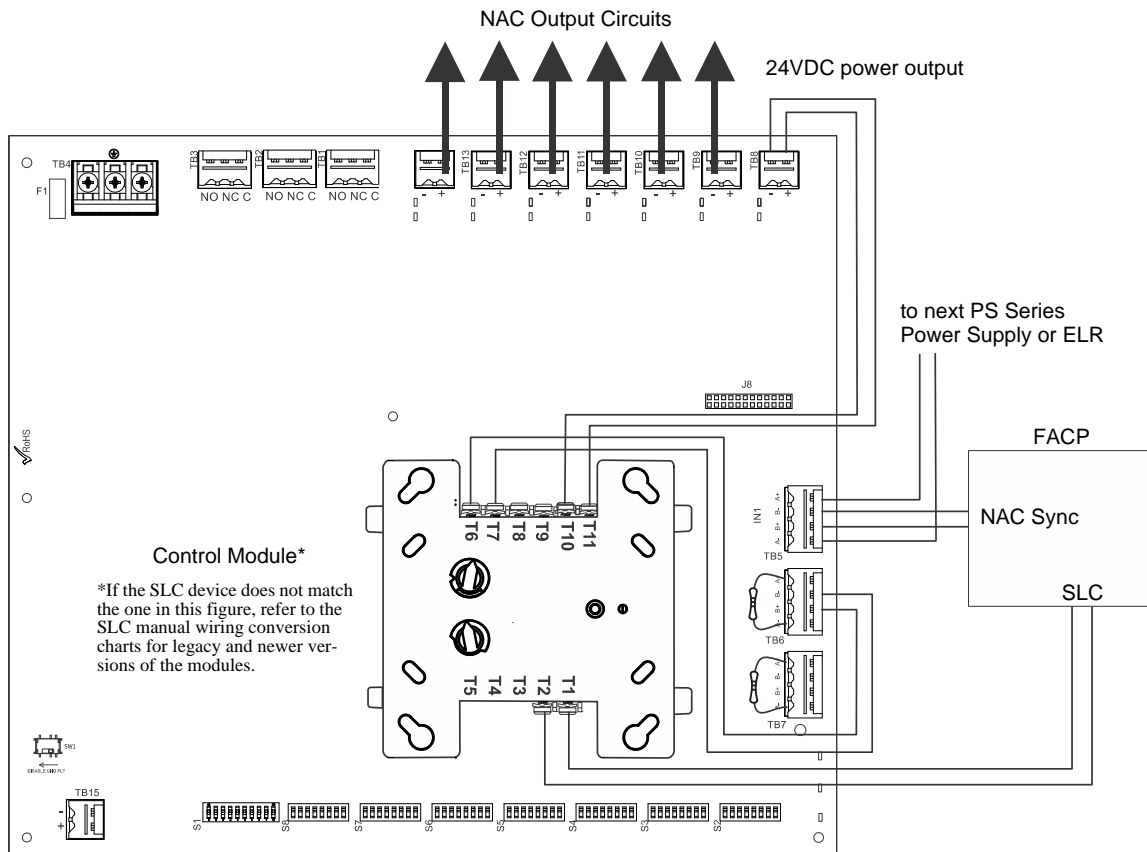 NAC Output Circuits
24VDC power output
TB4
F1
TB3
TB2
TB1
NO NC C
NO NC C
NO NC C
TB13
TB12
TB11
TB10
TB9
TB8
- +
- +
- +
- +
- +
- +
- +
to next PS Series
Power Supply or ELR
J8
RoHS
FACP
NAC Sync
SLC
IN1
A+
B-
B+
A-
TB5
B-
B+
TB6
B-
B+
TB7
Control Module*
*If the SLC device does not match
the one in this figure, refer to the
SLC manual wiring conversion
charts for legacy and newer ver-
sions of the modules.
T6 T7 T8 T9 T10 T11
T5 T4 T3 T2 T1
SW1
DISABLE GND FLT
TB15
-
+
S1 S8 S7 S6 S5 S4 S3 S2